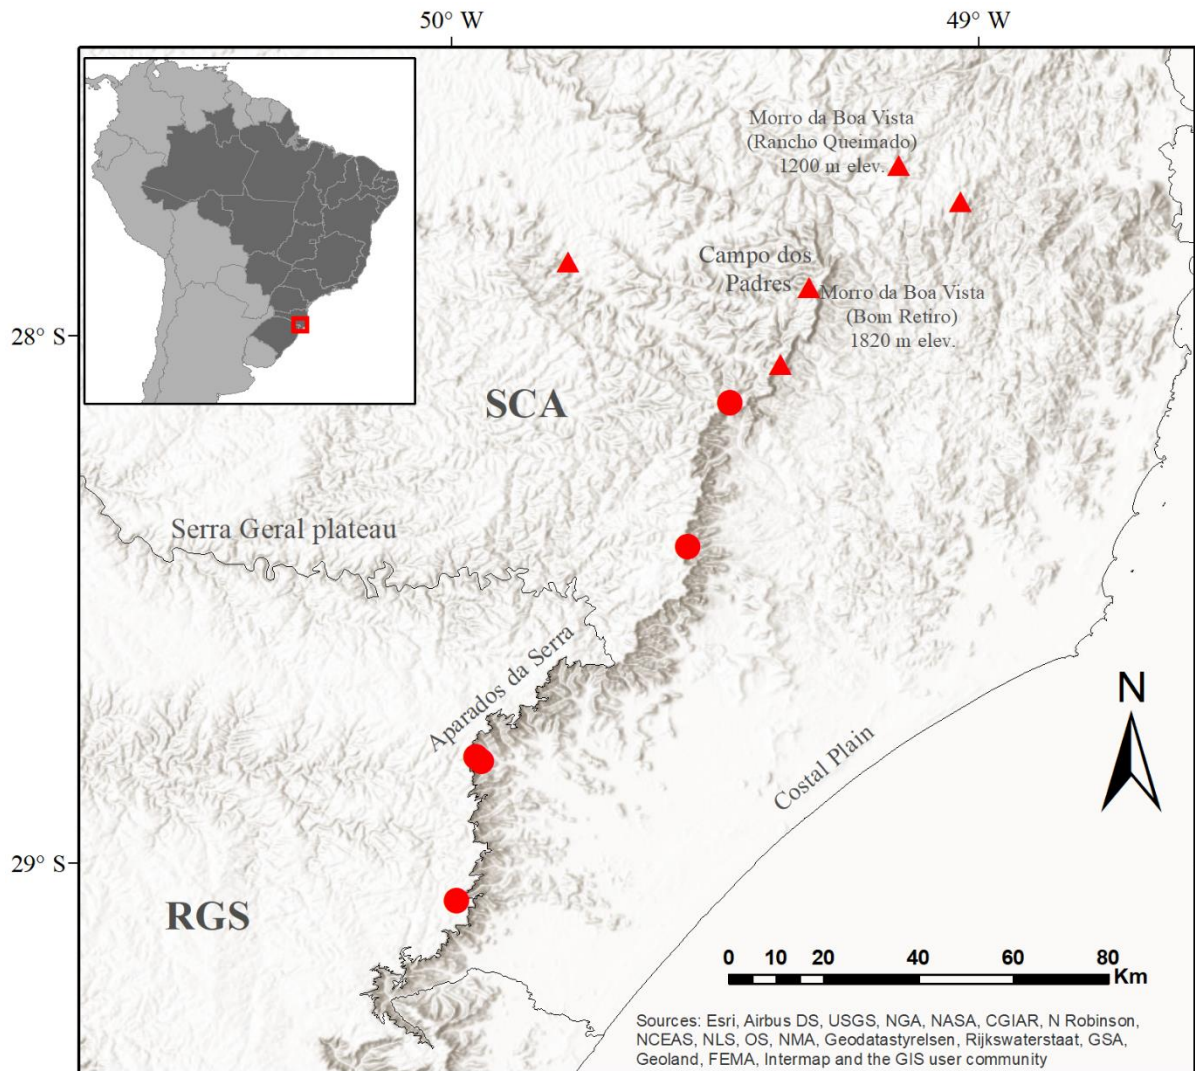 50° W
49° W
Morro da Boa Vista
(Rancho Queimado)
1200 m elev.
Campo dos
Padres
Morro da Boa Vista
(Bom Retiro)
1820 m elev.
28° S
SCA
Serra Geral plateau
Aparados da Serra
N
Costal Plain
29° S
RGS
0 10 20 40 60 80
Km
Sources: Esri, Airbus DS, USGS, NGA, NASA, CGIAR, N Robinson,
NCEAS, NLS, OS, NMA, Geodatastyrelsen, Rijkswaterstaat, GSA,
Geoland, FEMA, Intermap and the GIS user community